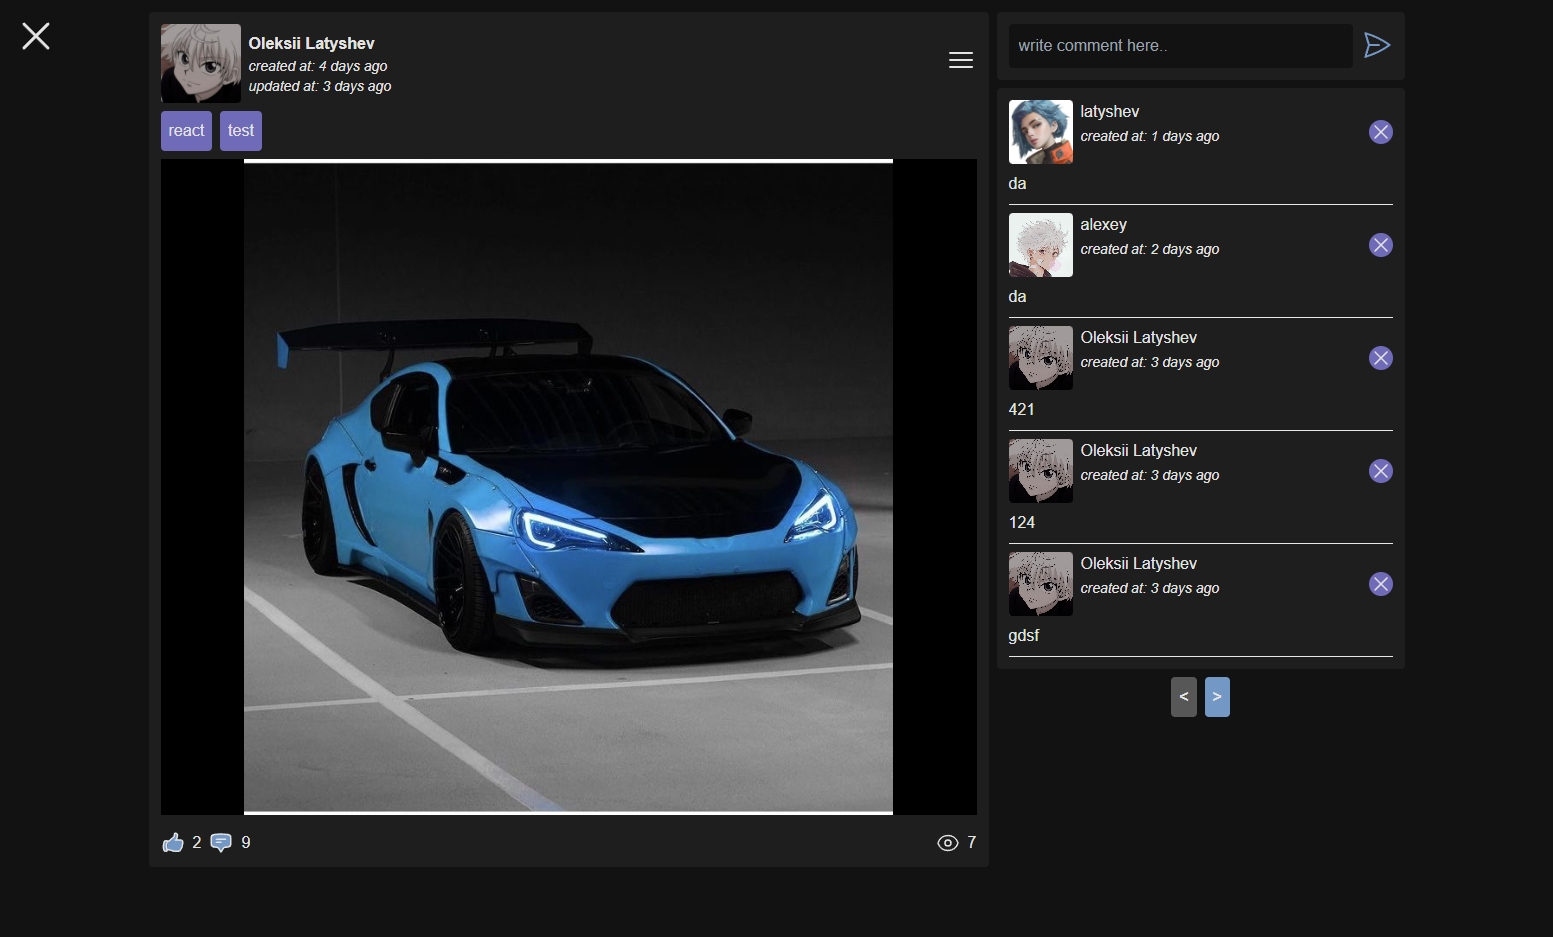 Oleksii Latyshev
created at: 4 days ago
updated at: 3 days ago
react test
2 9 7
write comment here..
latyshev
created at: 1 days ago
da
alexey
created at: 2 days ago
da
Oleksii Latyshev
created at: 3 days ago
421
Oleksii Latyshev
created at: 3 days ago
124
Oleksii Latyshev
created at: 3 days ago
gdsf
< >